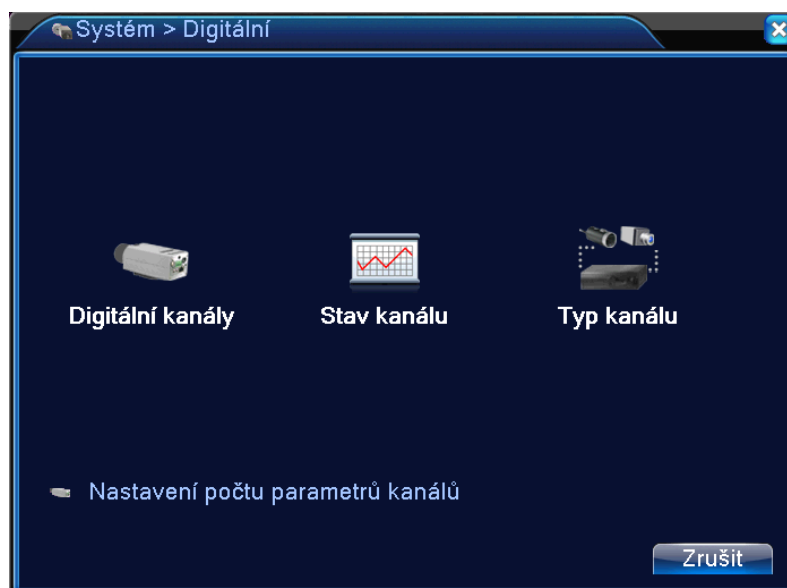 Systém > Digitální
Digitální kanály
Stav kanálu
Typ kanálu
Nastavení počtu parametrů kanálů
Zrušit